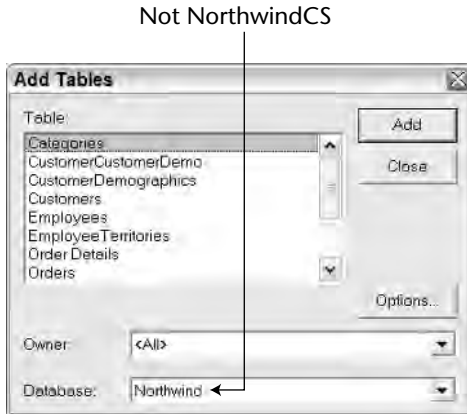 Not NorthwindCS
Add Tables
Table:
Add
Categories
CustomerCustomerDemo
CustomerDemographics
Close
Customers
Employees
EmployeeTerritories
Order Details
Orders
Options...
Owner: <All>
Database: Northwind